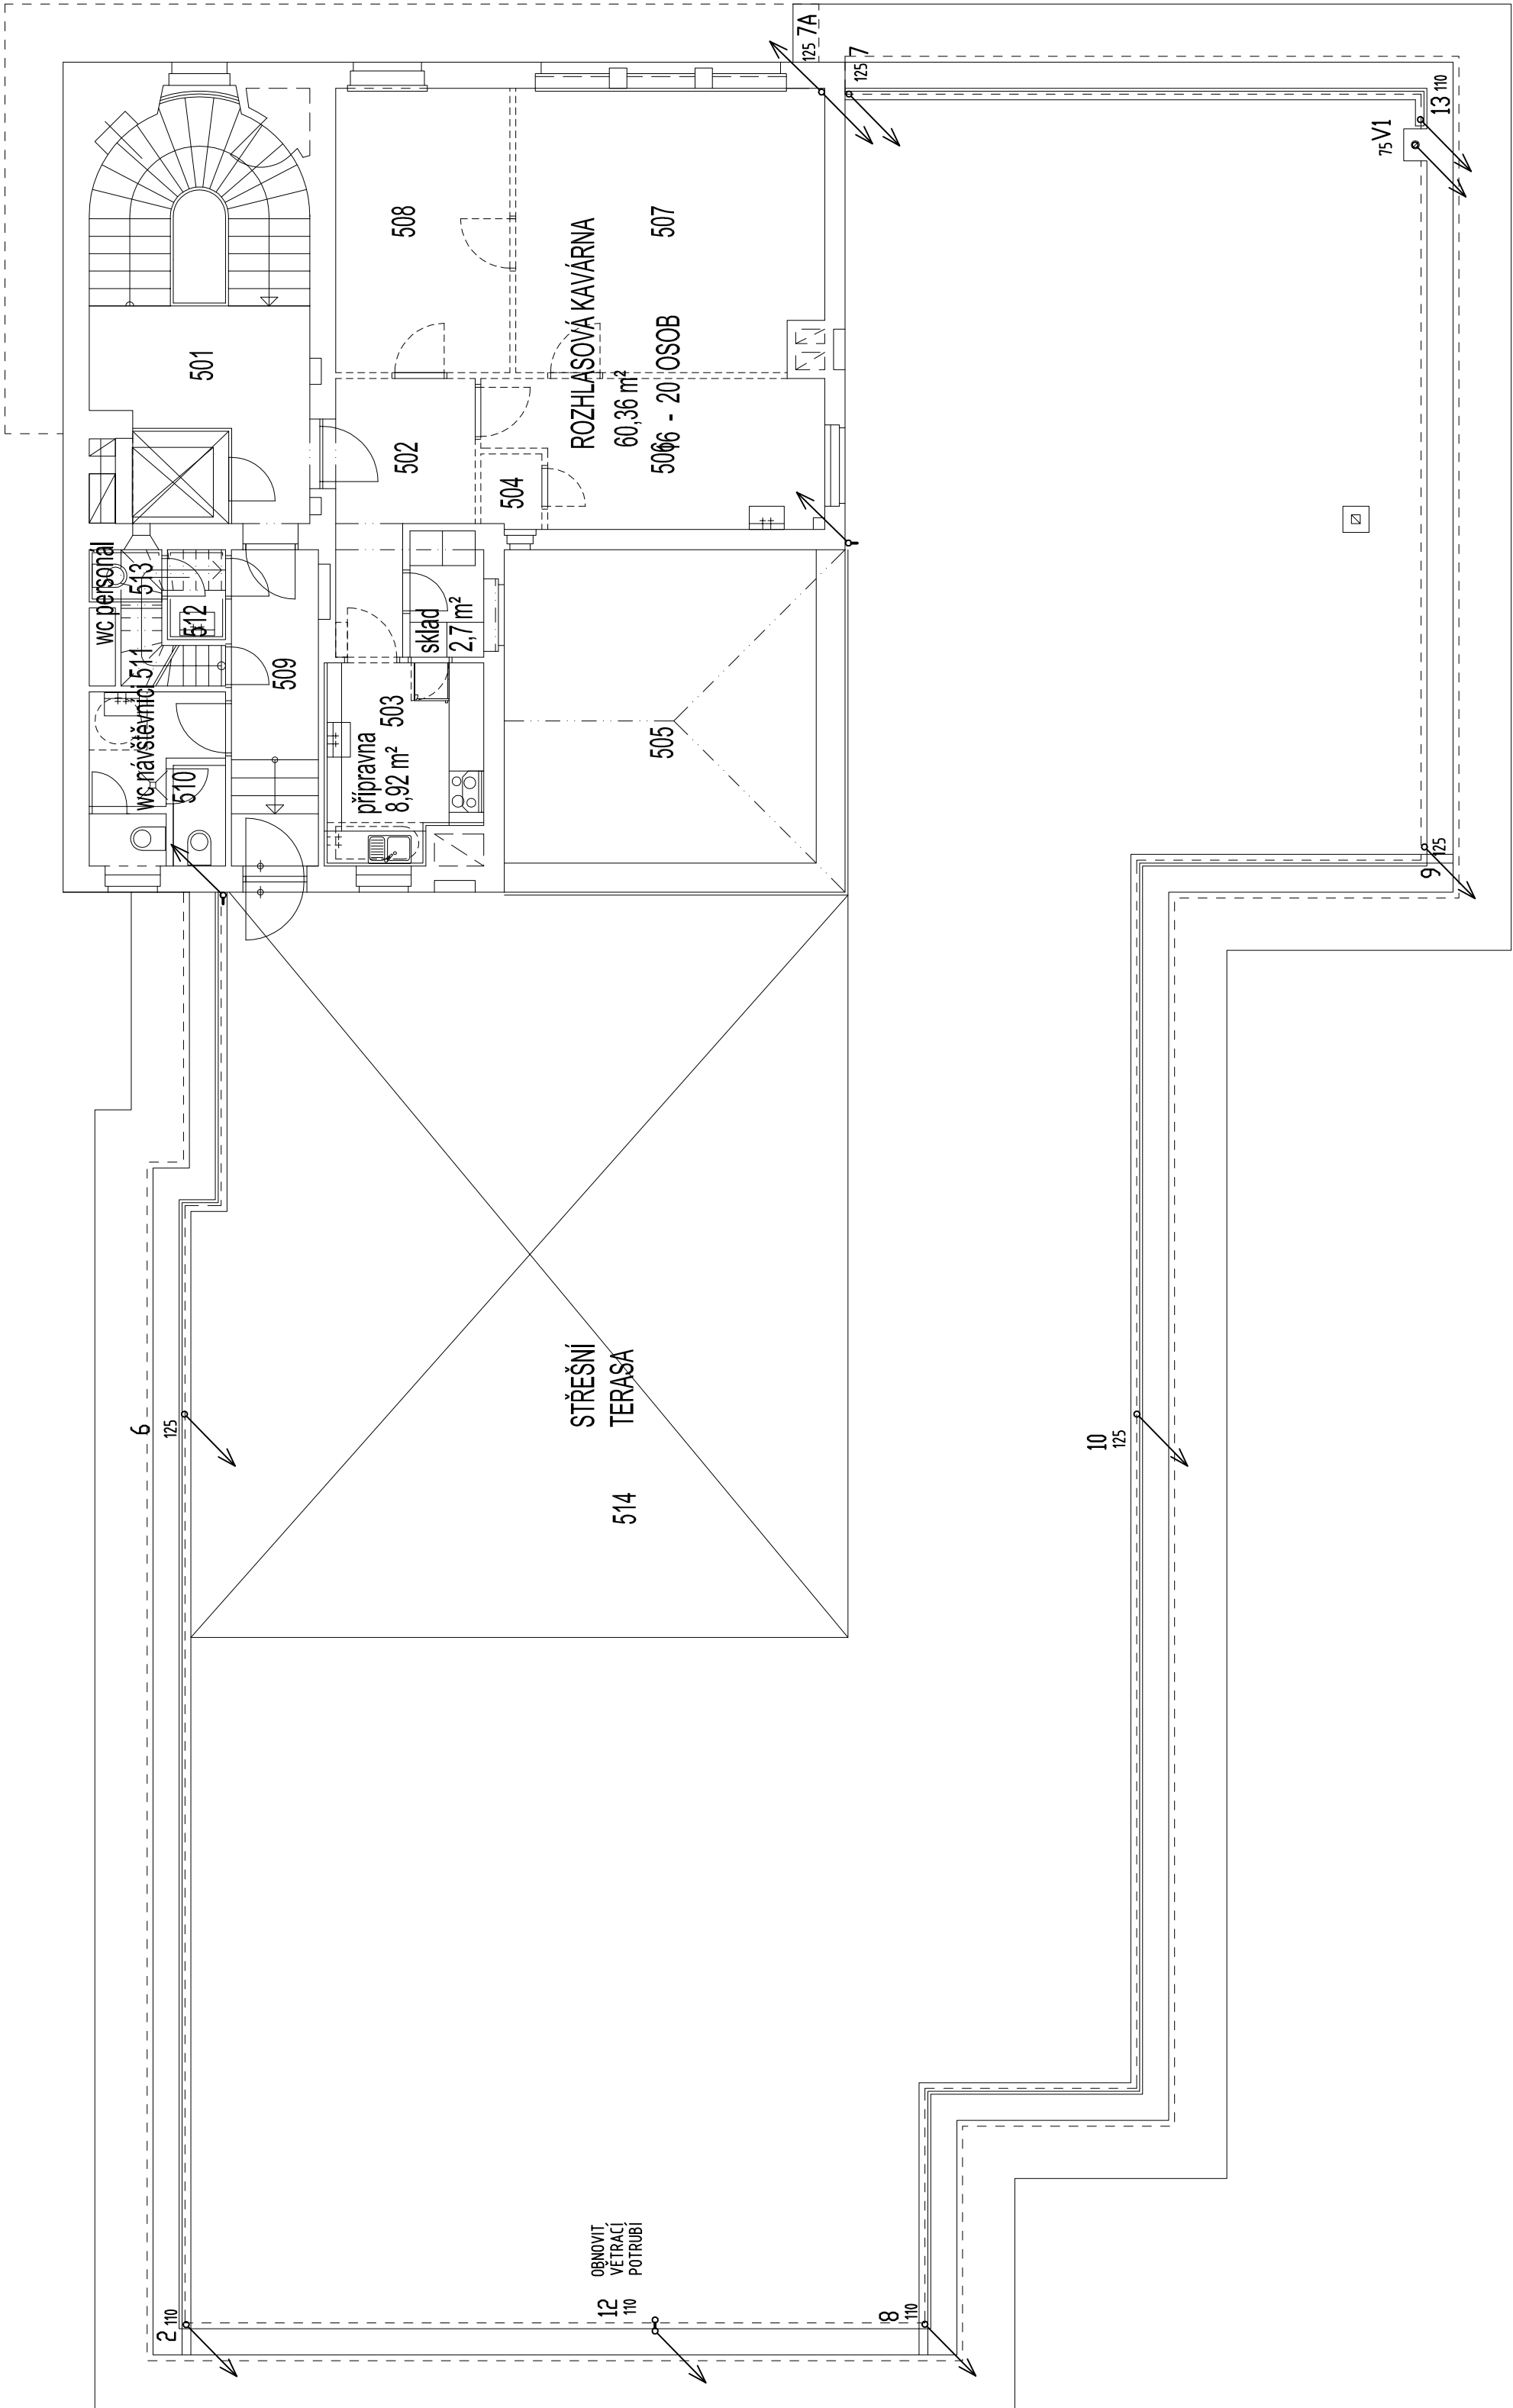 7A
125
7
125
13 110
75 V1
508
507
501
ROZHLASOVÁ KAVÁRNA
60,36 m²
16 - 20 OSOB
502
506
504
wc personál
513
512
sklad
2,7 m²
511
509
wc návštěvníci
503
505
přípravna
8,92 m²
510
9
125
STŘEŠNÍ
TERASA
514
6
125
10
125
OBNOVIT
VĚTRACÍ
POTRUBÍ
2 110
12
110
8
110